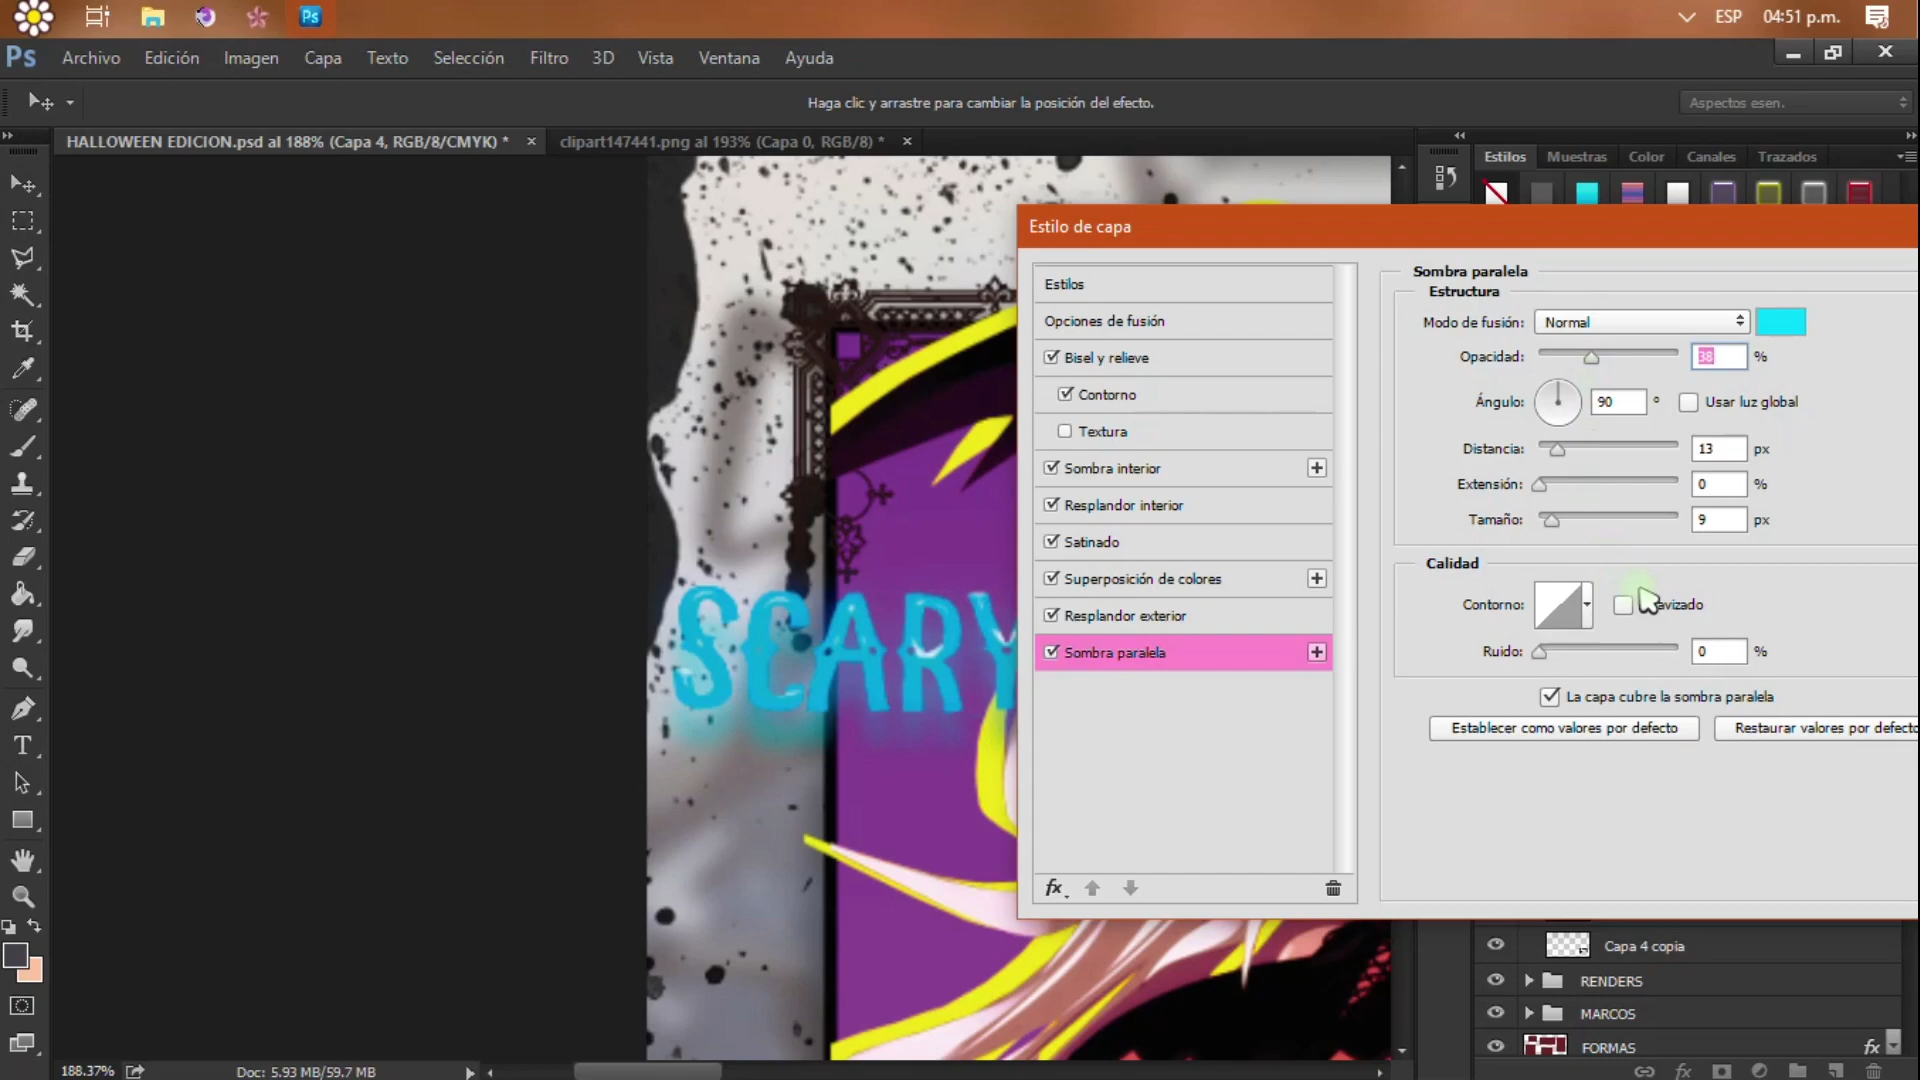 Ps ESP 04:51 p.m.
Ps Archivo Edición Imagen Capa Texto Selección Filtro 3D Vista Ventana Ayuda
Haga clic y arrastre para cambiar la posición del efecto. Aspectos esen.
HALLOWEEN EDICION.psd al 188% (Capa 4, RGB/8/CMYK) * clipart147441.png al 193% (Capa 0, RGB/8) *
Estilos Muestras Color Canales Trazados
Estilo de capa
Estilos
Opciones de fusión
Bisel y relieve
Contorno
Textura
Sombra interior
Resplandor interior
Satinado
Superposición de colores
Resplandor exterior
Sombra paralela
fx
Sombra paralela
Estructura
Modo de fusión: Normal
Opacidad: 38 %
Ángulo: 90 ° Usar luz global
Distancia: 13 px
Extensión: 0 %
Tamaño: 9 px
Calidad
Contorno: avizado
Ruido: 0 %
La capa cubre la sombra paralela
Establecer como valores por defecto Restaurar valores por defecto
SCARY
Capa 4 copia
RENDERS
MARCOS
FORMAS fx
188.37% Doc: 5.93 MB/59.7 MB
fx